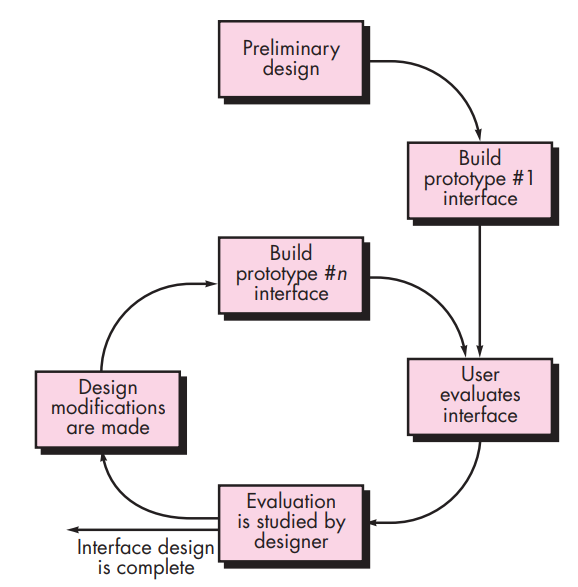 Preliminary
design
Build
prototype #1
interface
Build
prototype #n
interface
User
evaluates
interface
Design
modifications
are made
Evaluation
is studied by
designer
Interface design
is complete